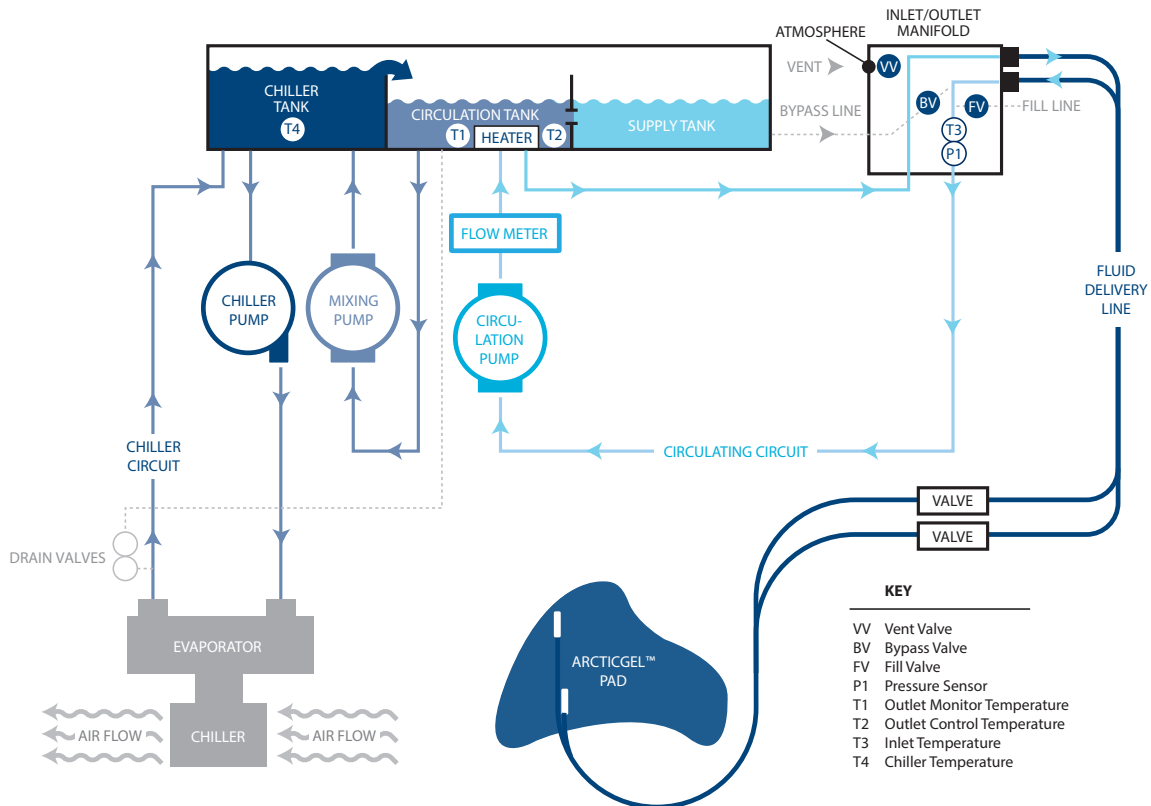 INLET/OUTLET
MANIFOLD
ATMOSPHERE
VENT
VV
CHILLER
TANK
T4
CIRCULATION TANK
T1
HEATER
T2
SUPPLY TANK
BYPASS LINE
BV
FV
FILL LINE
T3
P1
FLOW METER
CHILLER
PUMP
MIXING
PUMP
CIRCU-
LATION
PUMP
FLUID
DELIVERY
LINE
CHILLER
CIRCUIT
CIRCULATING CIRCUIT
VALVE
VALVE
DRAIN VALVES
EVAPORATOR
CHILLER
AIR FLOW
AIR FLOW
ARCTICGEL™
PAD
KEY
VV Vent Valve
BV Bypass Valve
FV Fill Valve
P1 Pressure Sensor
T1 Outlet Monitor Temperature
T2 Outlet Control Temperature
T3 Inlet Temperature
T4 Chiller Temperature